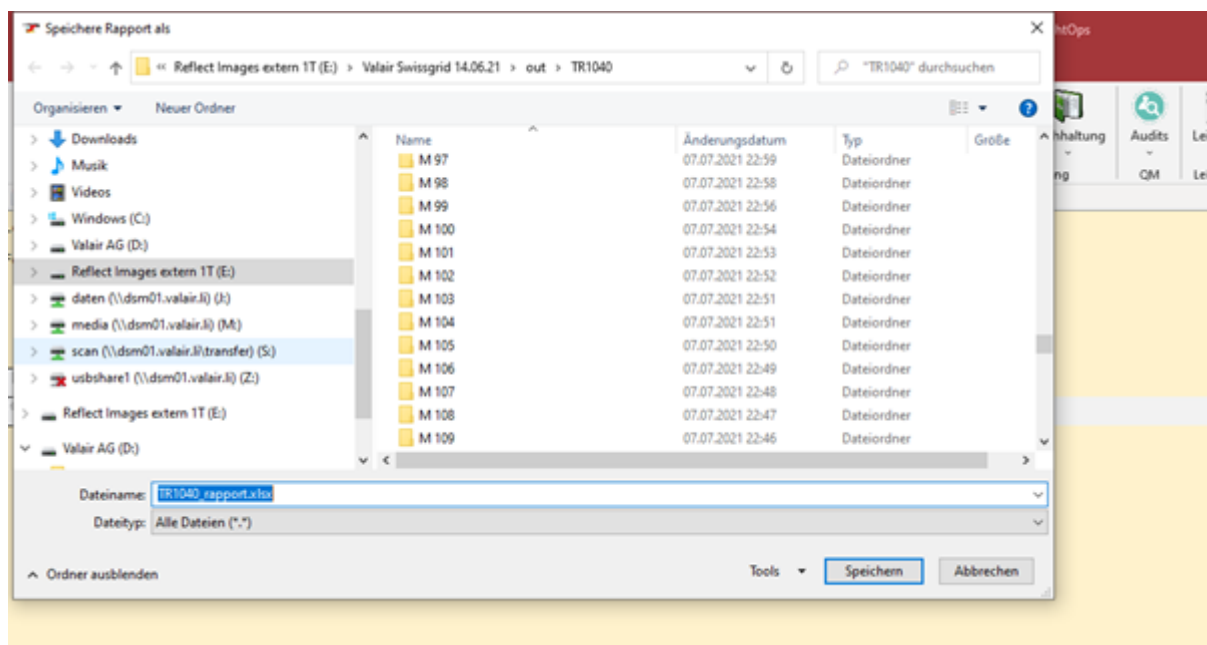 Speichere Rapport als
htOps
« Reflect Images extern 1T (E:) › Valair Swissgrid 14.06.21 › out › TR1040
"TR1040" durchsuchen
Organisieren
Neuer Ordner
Downloads
Musik
Videos
Windows (C:)
Valair AG (D:)
Reflect Images extern 1T (E:)
daten (\\dsm01.valair.li) (J:)
media (\\dsm01.valair.li) (M:)
scan (\\dsm01.valair.li\transfer) (S:)
usbshare1 (\\dsm01.valair.li) (Z:)
Reflect Images extern 1T (E:)
Valair AG (D:)
Name Änderungsdatum Typ Größe
M 97 07.07.2021 22:59 Dateiordner
M 98 07.07.2021 22:58 Dateiordner
M 99 07.07.2021 22:56 Dateiordner
M 100 07.07.2021 22:54 Dateiordner
M 101 07.07.2021 22:53 Dateiordner
M 102 07.07.2021 22:52 Dateiordner
M 103 07.07.2021 22:51 Dateiordner
M 104 07.07.2021 22:51 Dateiordner
M 105 07.07.2021 22:50 Dateiordner
M 106 07.07.2021 22:49 Dateiordner
M 107 07.07.2021 22:48 Dateiordner
M 108 07.07.2021 22:47 Dateiordner
M 109 07.07.2021 22:46 Dateiordner
hhaltung Audits Le
ng QM Lei
Dateiname: TR1040_rapport.xlsx
Dateityp: Alle Dateien (*.*)
Ordner ausblenden
Tools
Speichern
Abbrechen